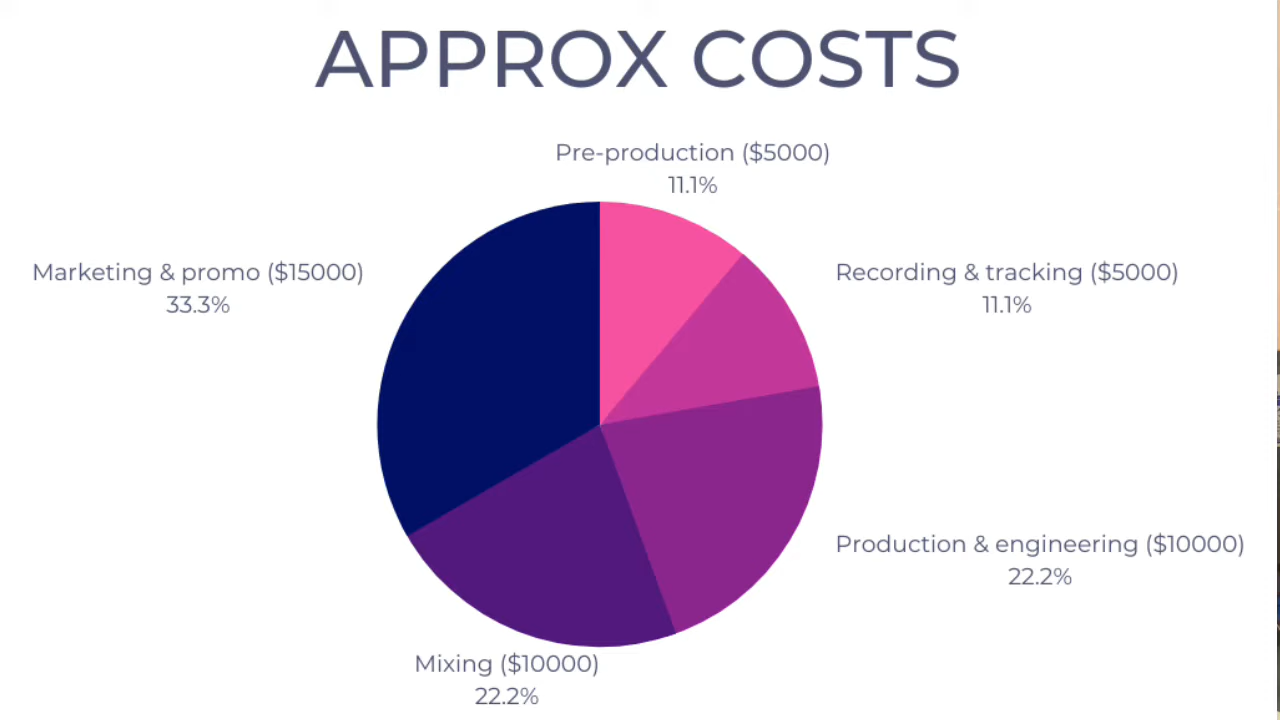 APPROX COSTS
Pre-production ($5000)
11.1%
Marketing & promo ($15000)
33.3%
Recording & tracking ($5000)
11.1%
Production & engineering ($10000)
22.2%
Mixing ($10000)
22.2%